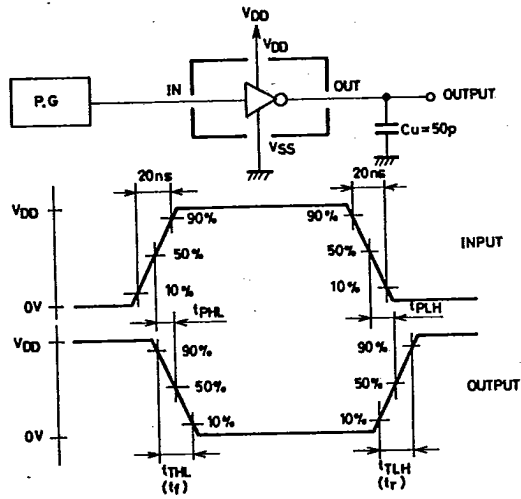 VDD
VDD
P.G
IN
OUT
OUTPUT
Cu=50p
VSS
20ns
20ns
VDD
90%
90%
50%
50%
INPUT
10%
10%
0V
tPHL
tPLH
VDD
90%
90%
50%
50%
OUTPUT
10%
10%
0V
tTHL
(tf)
tTLH
(tr)